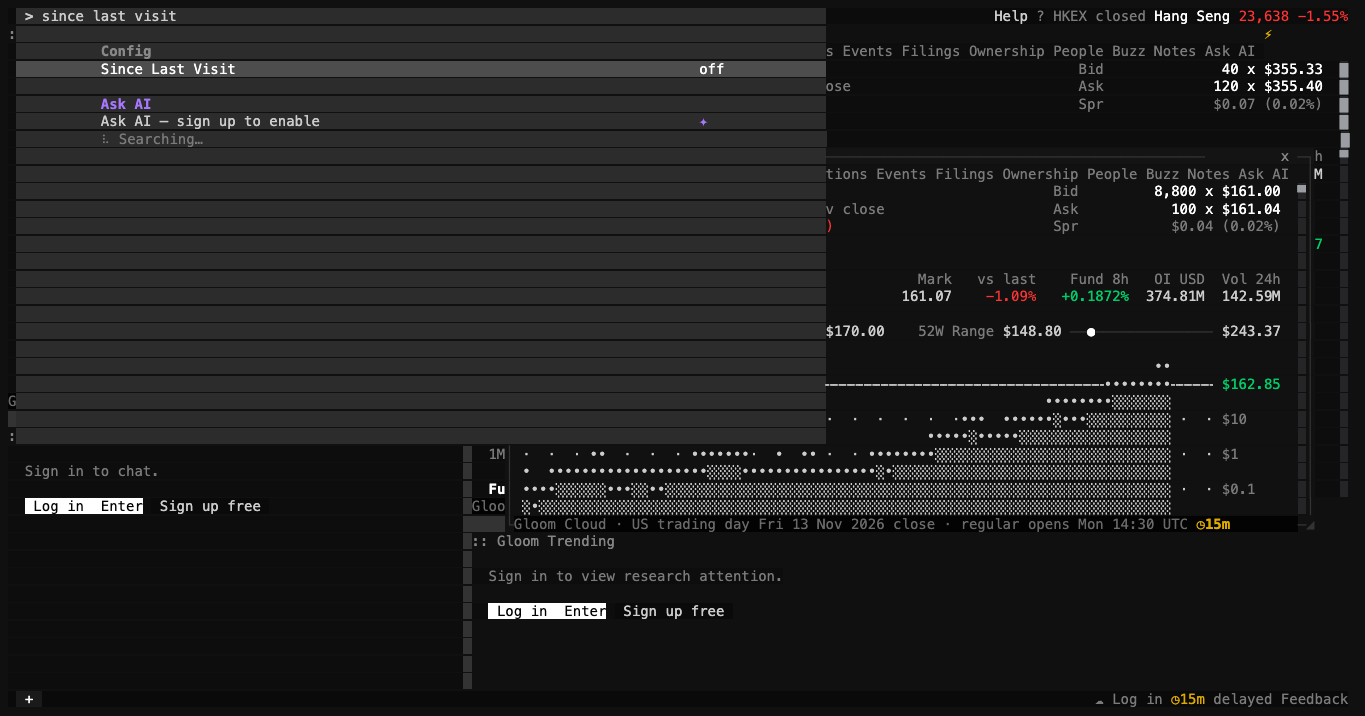 > since last visit
Help ? HKEX closed Hang Seng 23,638 −1.55%
:
⚡
Config
s Events Filings Ownership People Buzz Notes Ask AI
Since Last Visit off
Bid 40 x $355.33
ose Ask 120 x $355.40
Ask AI
Spr $0.07 (0.02%)
Ask AI — sign up to enable ✦
Searching…
x h
tions Events Filings Ownership People Buzz Notes Ask AI M
Bid 8,800 x $161.00
v close Ask 100 x $161.04
) Spr $0.04 (0.02%)
7
Mark vs last Fund 8h OI USD Vol 24h
161.07 −1.09% +0.1872% 374.81M 142.59M
$170.00 52W Range $148.80 $243.37
$162.85
G
$10
:
1M $1
Sign in to chat.
Fu $0.1
Log in Enter Sign up free
Gloo
Gloom Cloud · US trading day Fri 13 Nov 2026 close · regular opens Mon 14:30 UTC ◷15m
:: Gloom Trending
Sign in to view research attention.
Log in Enter Sign up free
+
☁ Log in ◷15m delayed Feedback